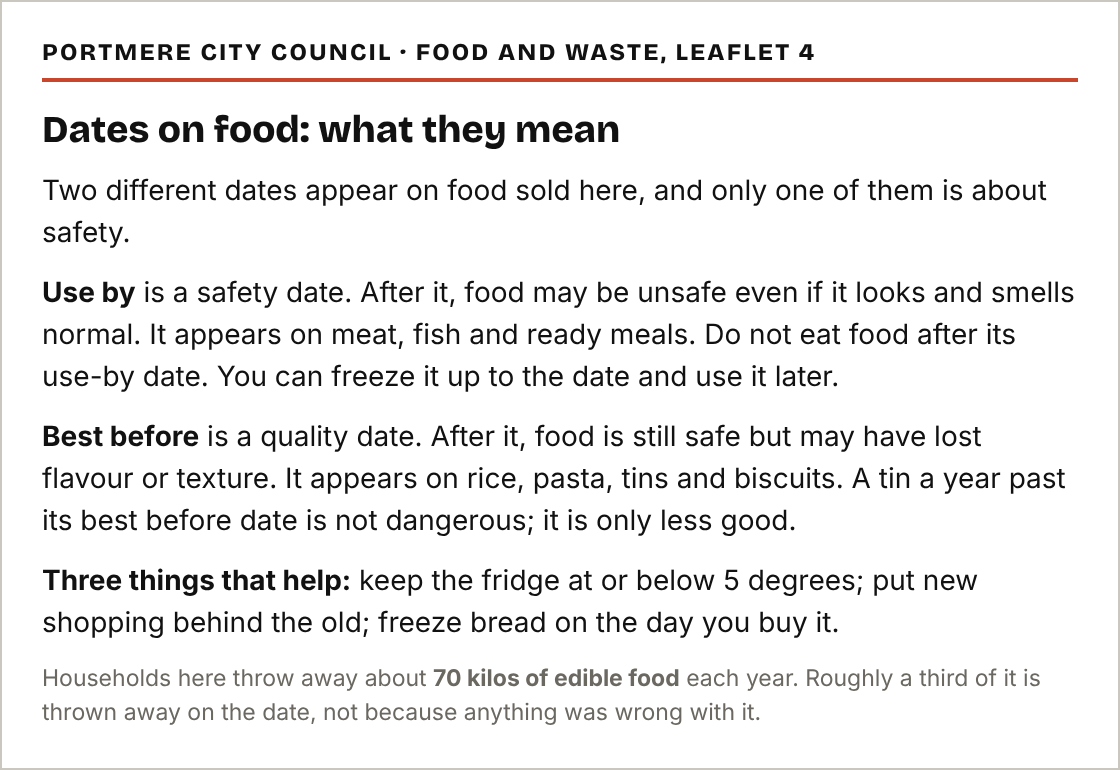 PORTMERE CITY COUNCIL · FOOD AND WASTE, LEAFLET 4
Dates on food: what they mean
Two different dates appear on food sold here, and only one of them is about
safety.
Use by is a safety date. After it, food may be unsafe even if it looks and smells
normal. It appears on meat, fish and ready meals. Do not eat food after its
use-by date. You can freeze it up to the date and use it later.
Best before is a quality date. After it, food is still safe but may have lost
flavour or texture. It appears on rice, pasta, tins and biscuits. A tin a year past
its best before date is not dangerous; it is only less good.
Three things that help: keep the fridge at or below 5 degrees; put new
shopping behind the old; freeze bread on the day you buy it.
Households here throw away about 70 kilos of edible food each year. Roughly a third of it is
thrown away on the date, not because anything was wrong with it.